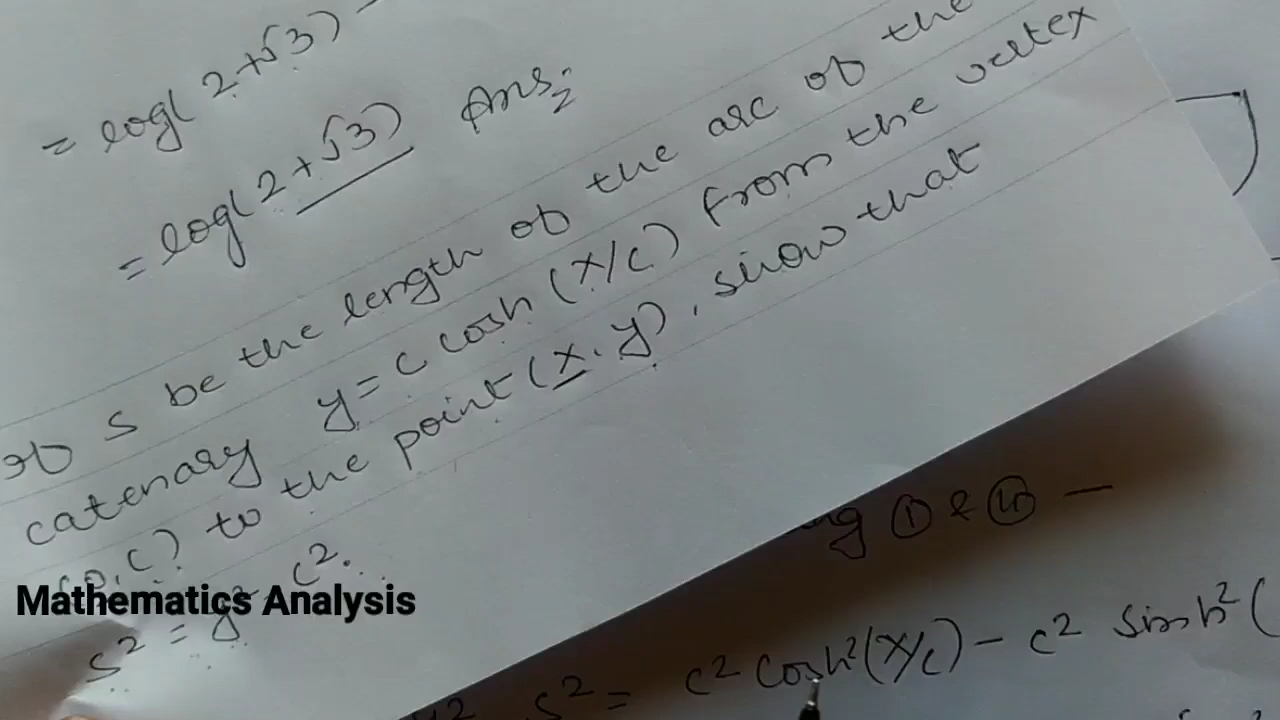 = log(2+√3) -
= log(2+√3) Ans;
If s be the length of the arc of the
catenary y = c cosh (x/c) from the vertex
(0,c) to the point (x,y), show that
s² = y² - c².
Mathematics Analysis
ing ① & ④ —
s² = c² Cosh²(x/c) - c² Sinh²(